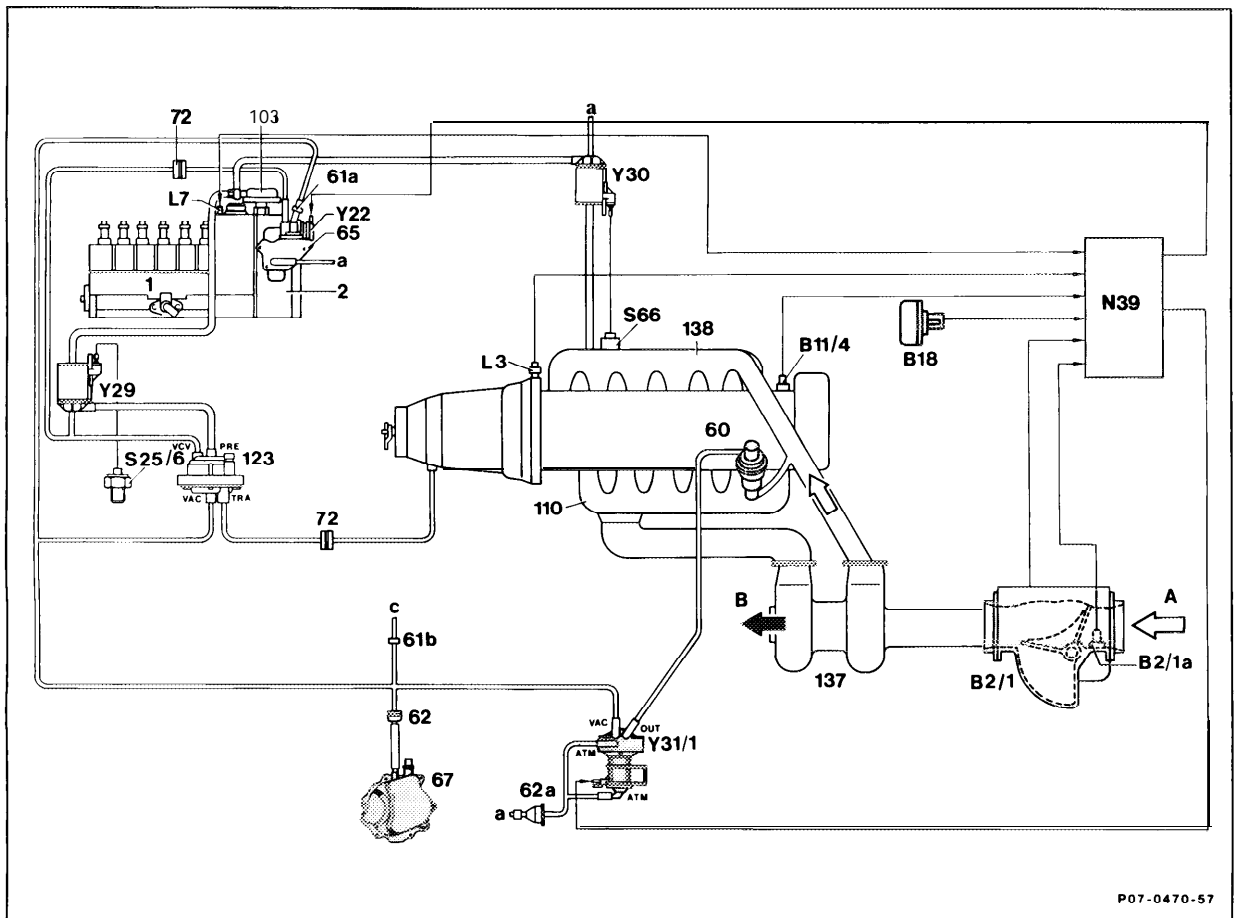 72
103
a
61a
L7
Y30
Y22
65
a
1
2
N39
S66
138
B11/4
B18
L3
Y29
60
VCV
PRE
S25/6
123
VAC
TRA
110
72
B
A
C
61b
B2/1a
B2/1
137
62
VAC
OUT
Y31/1
ATM
67
62a
a
ATM
P07-0470-57